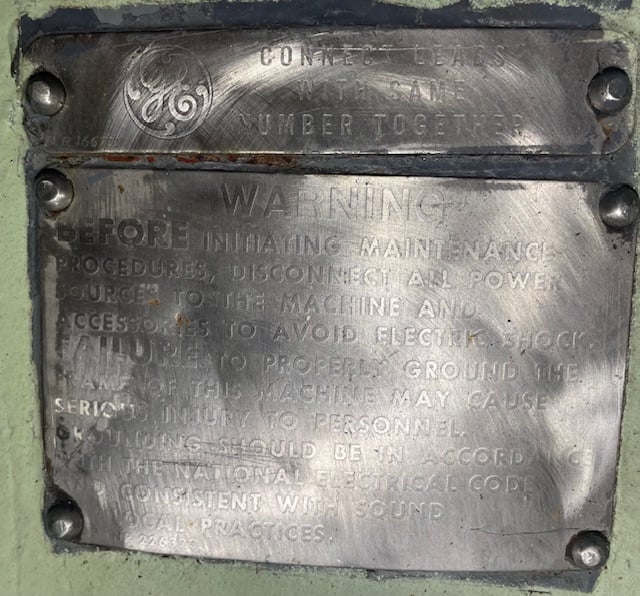 GE
CONNECT LEADS
WITH SAME
NUMBER TOGETHER
WARNING
BEFORE INITIATING MAINTENANCE
PROCEDURES, DISCONNECT ALL POWER
SOURCES TO THE MACHINE AND
ACCESSORIES TO AVOID ELECTRIC SHOCK.
FAILURE TO PROPERLY GROUND THE
FRAME OF THIS MACHINE MAY CAUSE
SERIOUS INJURY TO PERSONNEL.
GROUNDING SHOULD BE IN ACCORDANCE
WITH THE NATIONAL ELECTRICAL CODE
AND CONSISTENT WITH SOUND
LOCAL PRACTICES.